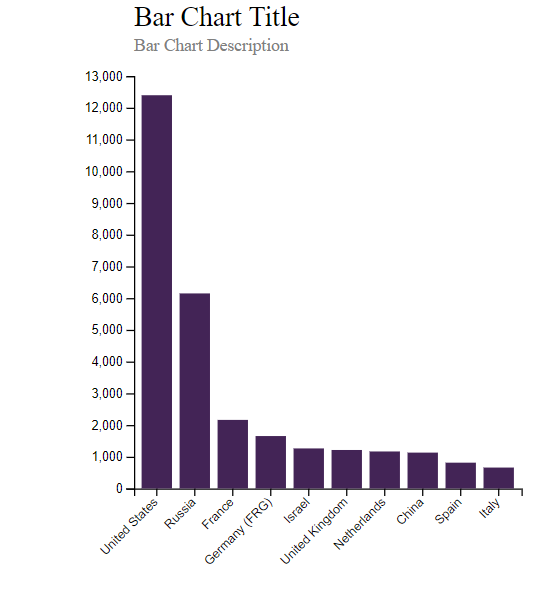 Bar Chart Title
Bar Chart Description
13,000
12,000
11,000
10,000
9,000
8,000
7,000
6,000
5,000
4,000
3,000
2,000
1,000
0
United States
Russia
France
Germany (FRG)
Israel
United Kingdom
Netherlands
China
Spain
Italy